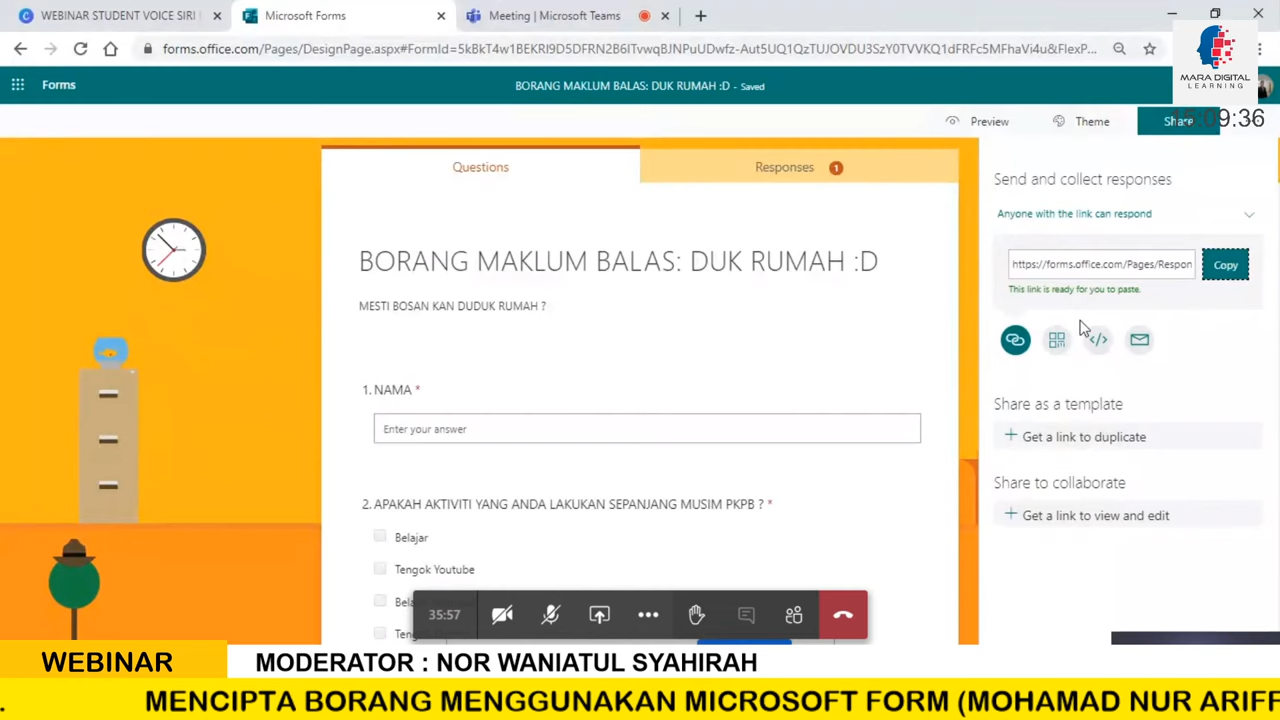 WEBINAR STUDENT VOICE SIRI
Microsoft Forms
Meeting | Microsoft Teams
forms.office.com/Pages/DesignPage.aspx#FormId=5kBkT4w1BEKRI9D5DFRN2B6ITvwqBJNPuUDwfz-Aut5UQ1QzTUJOVDU3SzY0TVVKQ1dFRFc5MFhaVi4u&FlexP...
MARA DIGITAL
LEARNING
Forms
BORANG MAKLUM BALAS: DUK RUMAH :D - Saved
Preview
Theme
Share
:09:36
Questions
Responses 1
Send and collect responses
Anyone with the link can respond
BORANG MAKLUM BALAS: DUK RUMAH :D
https://forms.office.com/Pages/Respon
Copy
This link is ready for you to paste.
MESTI BOSAN KAN DUDUK RUMAH ?
1. NAMA *
Enter your answer
Share as a template
+ Get a link to duplicate
Share to collaborate
+ Get a link to view and edit
2. APAKAH AKTIVITI YANG ANDA LAKUKAN SEPANJANG MUSIM PKPB ? *
Belajar
Tengok Youtube
35:57
WEBINAR
MODERATOR : NOR WANIATUL SYAHIRAH
. MENCIPTA BORANG MENGGUNAKAN MICROSOFT FORM (MOHAMAD NUR ARIFF